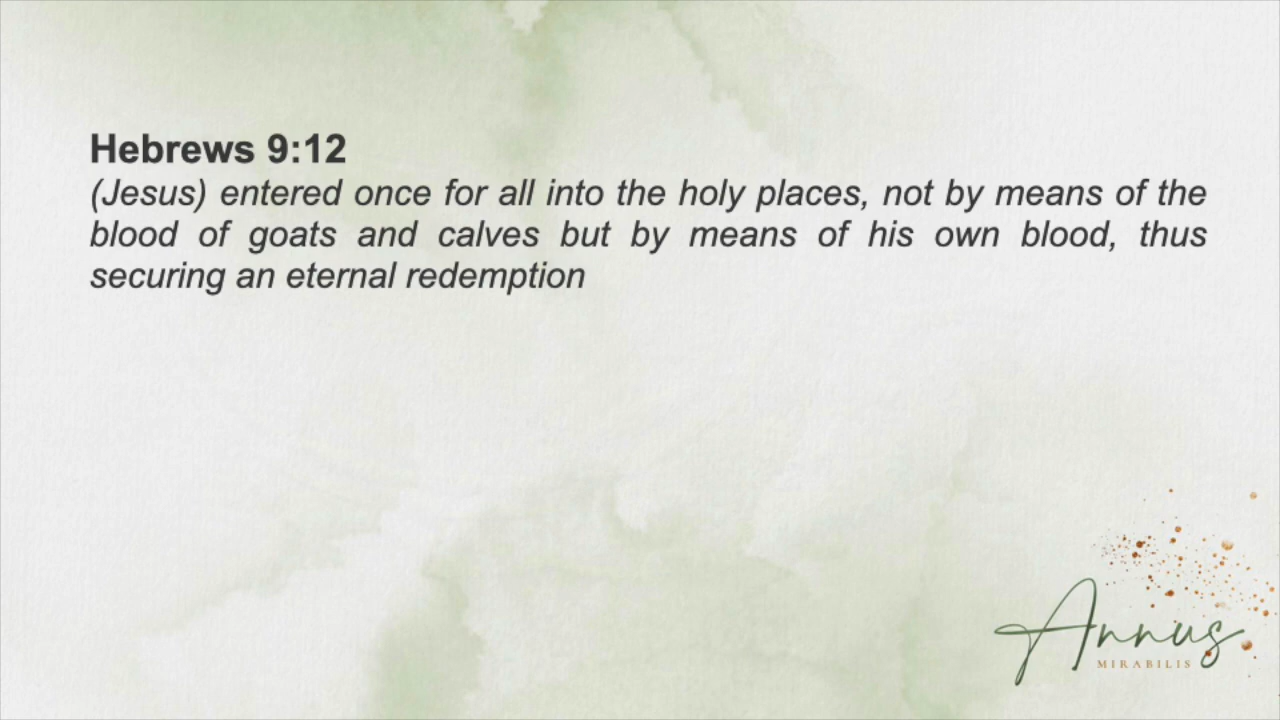 Hebrews 9:12
(Jesus) entered once for all into the holy places, not by means of the
blood of goats and calves but by means of his own blood, thus
securing an eternal redemption
Annus
MIRABILIS